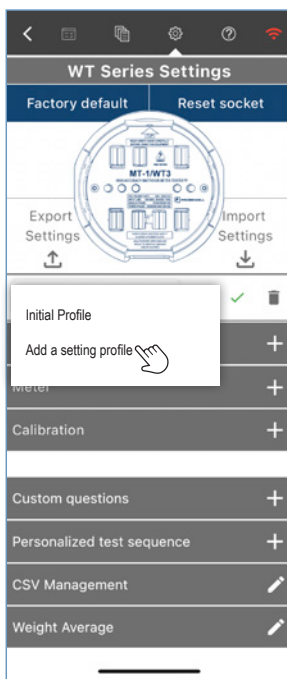 WT Series Settings
Factory default
Reset socket
MT-1/WT3
Export
Settings
Import
Settings
Initial Profile
Add a setting profile
Meter
Calibration
Custom questions
Personalized test sequence
CSV Management
Weight Average